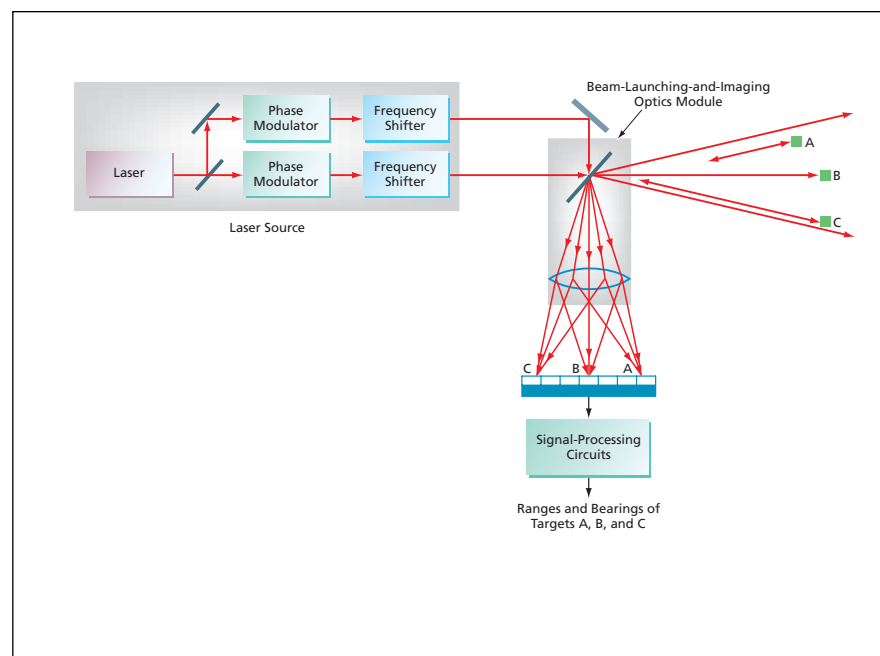 Beam-Launching-and-Imaging
Optics Module
Phase
Modulator
Frequency
Shifter
A
Laser
Phase
Modulator
Frequency
Shifter
B
C
Laser Source
C
B
A
Signal-Processing
Circuits
Ranges and Bearings of
Targets A, B, and C